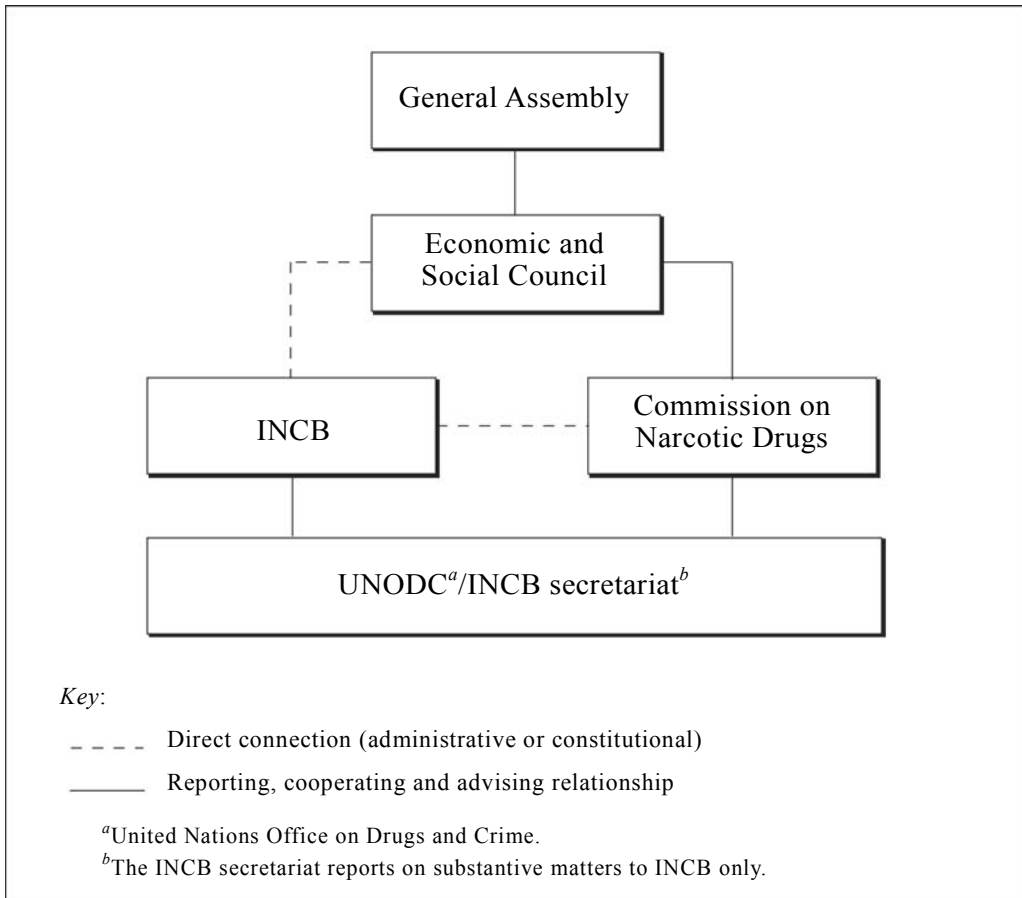 General Assembly
Economic and
Social Council
INCB
Commission on
Narcotic Drugs
UNODCᵃ/INCB secretariatᵇ
Key:
Direct connection (administrative or constitutional)
Reporting, cooperating and advising relationship
ᵃUnited Nations Office on Drugs and Crime.
ᵇThe INCB secretariat reports on substantive matters to INCB only.